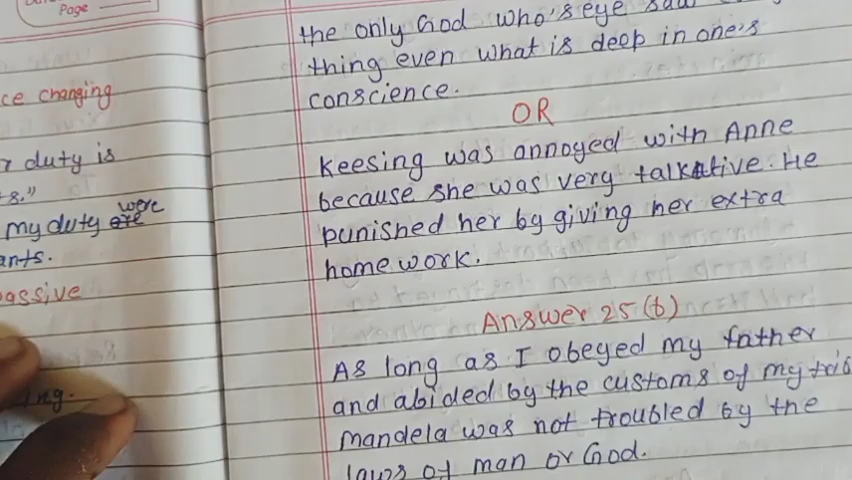 Page
ce changing
r duty is
s."
were
my duty are
ants.
assive
ing.
the only God who's eye saw
thing even what is deep in one's
conscience.
OR
Keesing was annoyed with Anne
because she was very talkative. He
punished her by giving her extra
home work.
Answer 25 (b)
As long as I obeyed my father
and abided by the customs of my
mandela was not troubled by the
laws of man or God.